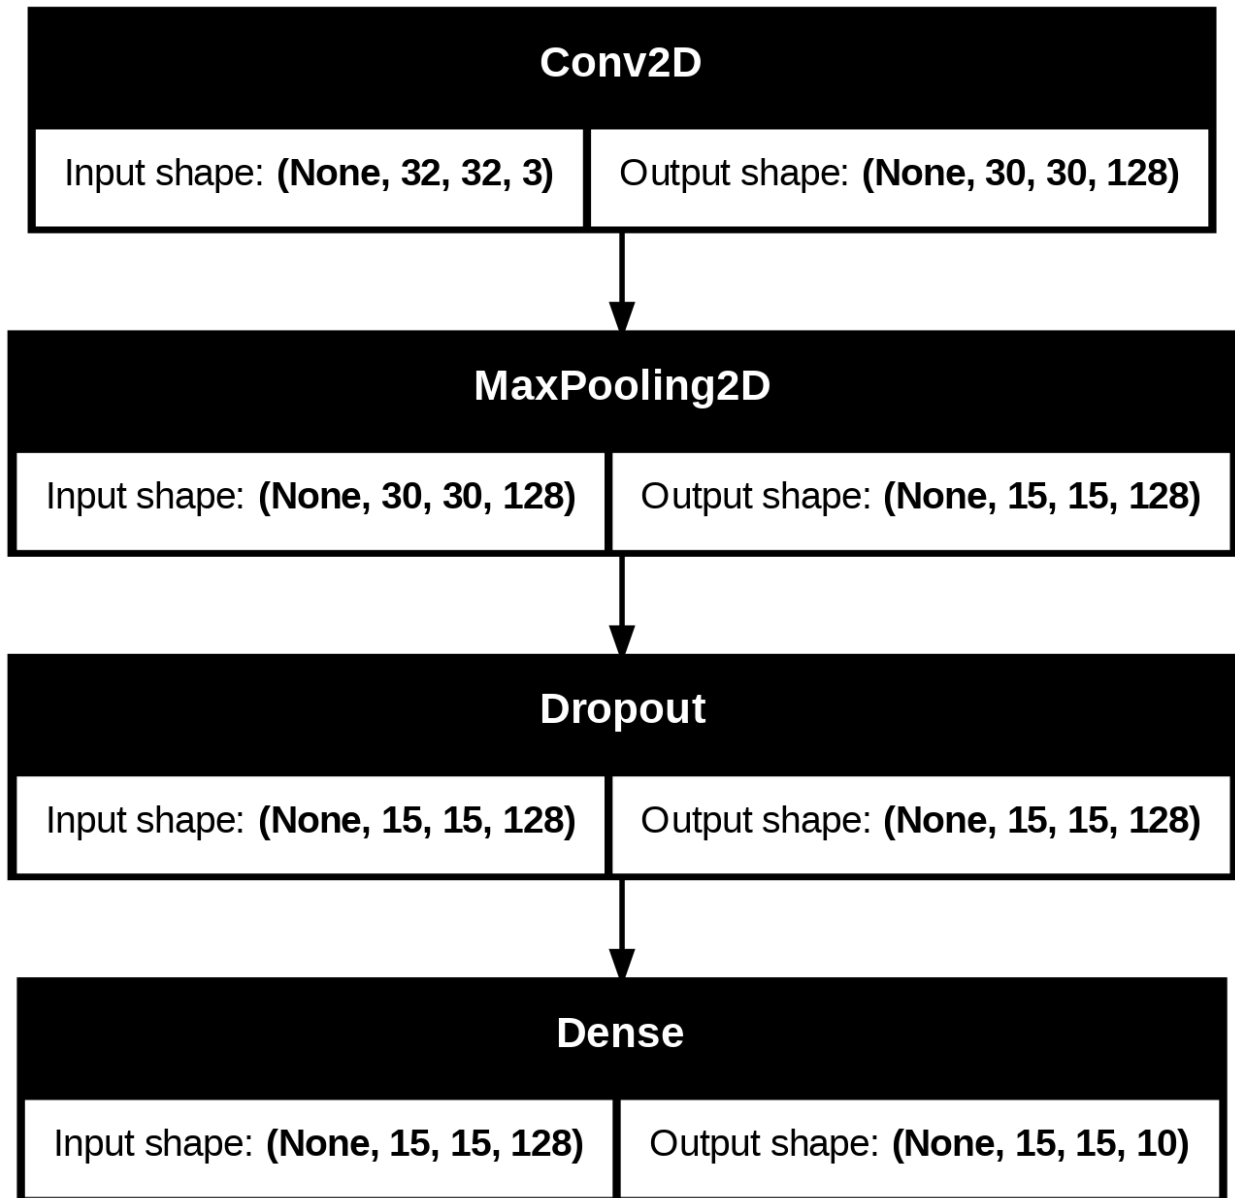 Conv2D
Input shape: (None, 32, 32, 3) Output shape: (None, 30, 30, 128)
MaxPooling2D
Input shape: (None, 30, 30, 128) Output shape: (None, 15, 15, 128)
Dropout
Input shape: (None, 15, 15, 128) Output shape: (None, 15, 15, 128)
Dense
Input shape: (None, 15, 15, 128) Output shape: (None, 15, 15, 10)